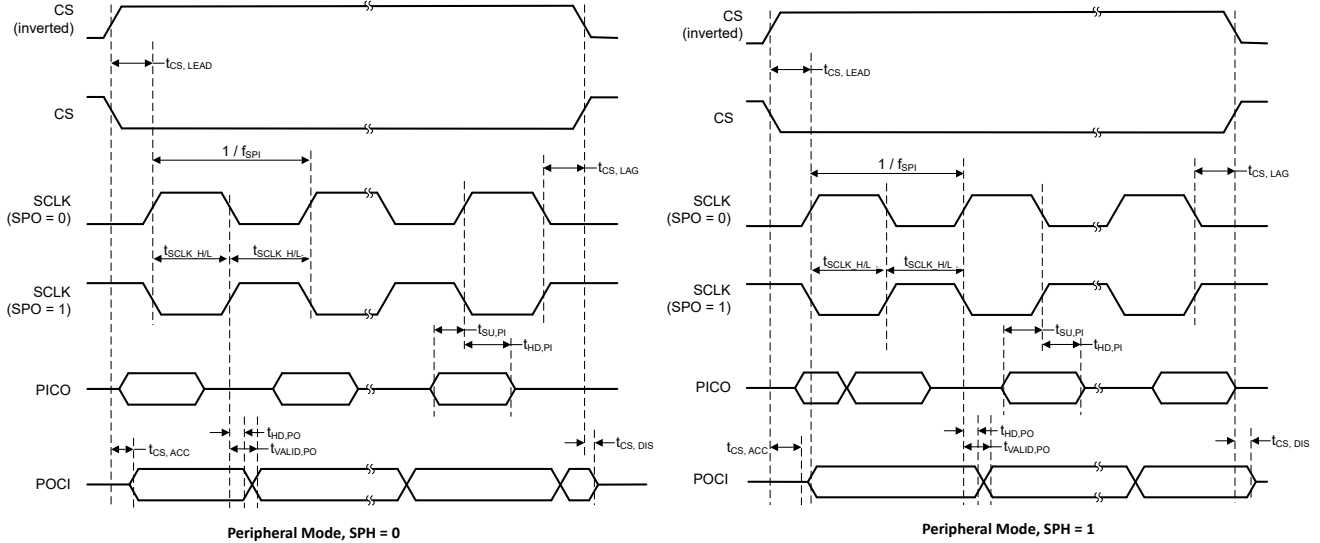 CS
(inverted)
tCS, LEAD
CS
1 / fSPI
tCS, LAG
SCLK
(SPO = 0)
tSCLK_H/L
tSCLK_H/L
SCLK
(SPO = 1)
tSU,PI
tHD,PI
PICO
tHD,PO
tVALID,PO
tCS, ACC
tCS, DIS
POCI
Peripheral Mode, SPH = 0
CS
(inverted)
tCS, LEAD
CS
1 / fSPI
tCS, LAG
SCLK
(SPO = 0)
tSCLK_H/L
tSCLK_H/L
SCLK
(SPO = 1)
tSU,PI
tHD,PI
PICO
tHD,PO
tVALID,PO
tCS, ACC
tCS, DIS
POCI
Peripheral Mode, SPH = 1